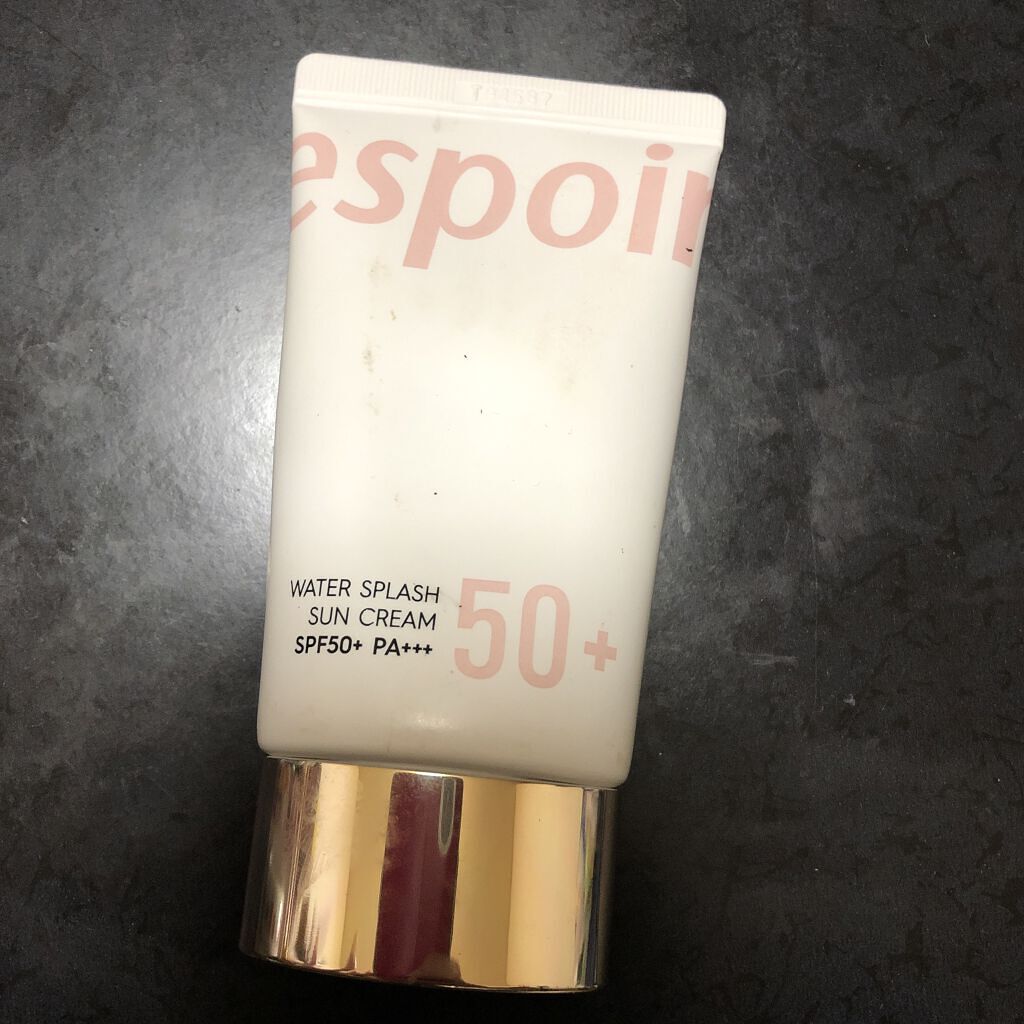 espoir
WATER SPLASH
SUN CREAM
SPF50+ PA+++
50+